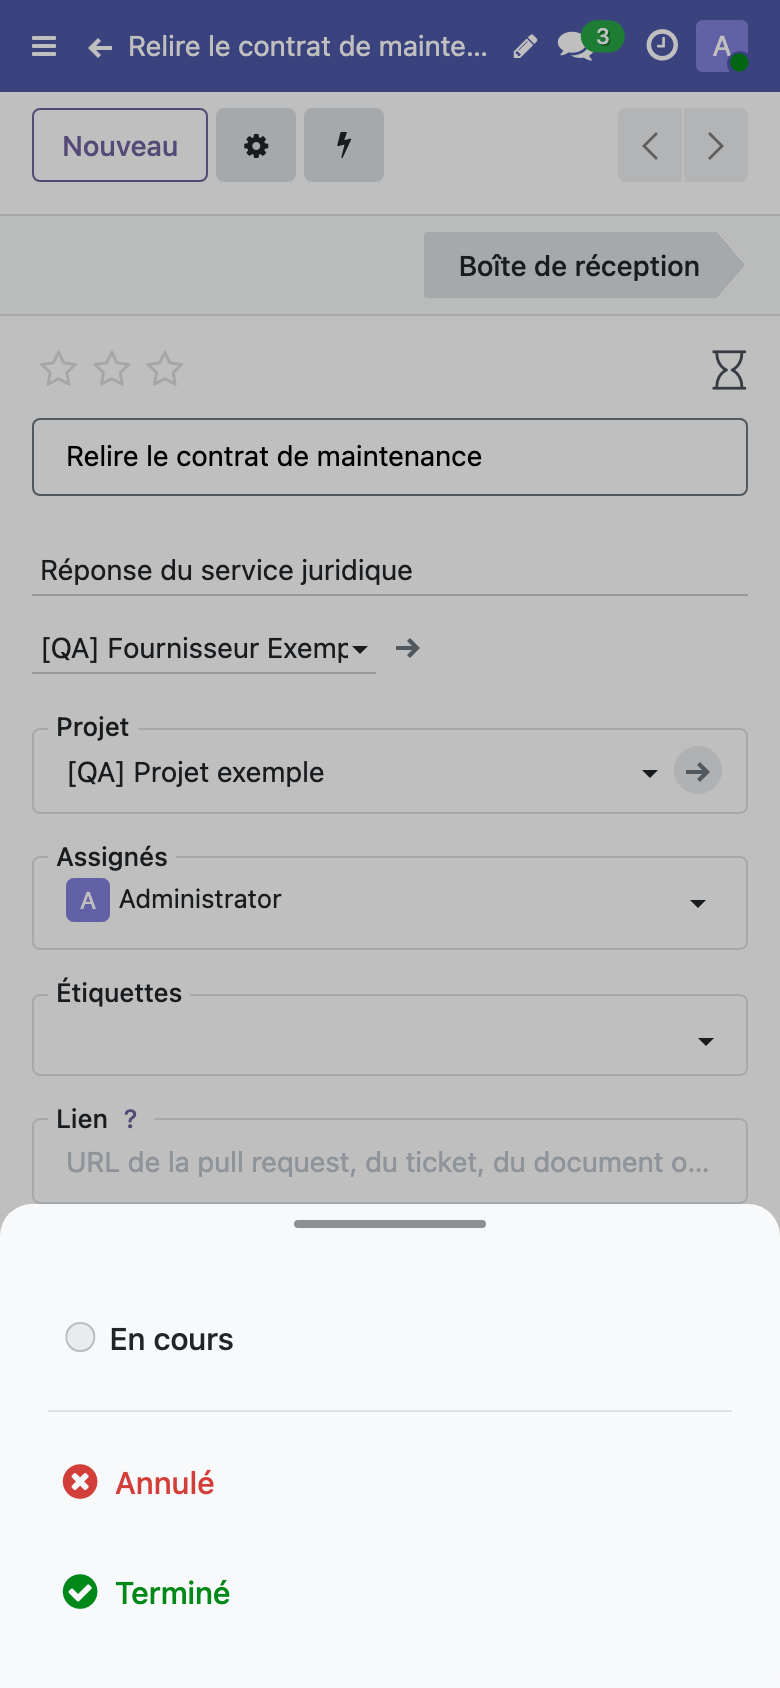 Relire le contrat de mainte...
3
A
Nouveau
Boîte de réception
Relire le contrat de maintenance
Réponse du service juridique
[QA] Fournisseur Exemp
Projet
[QA] Projet exemple
Assignés
A Administrator
Étiquettes
Lien ?
URL de la pull request, du ticket, du document o...
En cours
Annulé
Terminé